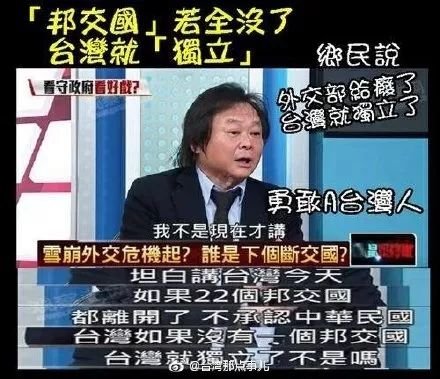 「邦交國」若全沒了
台灣就「獨立」
鄉民說
看守政府看好戲?
外交部給廢了
台灣就獨立了
勇敢A台灣人
我不是現在才講
雪崩外交危機起? 誰是下個斷交國?
坦白講台灣今天
如果22個邦交國
都離開了 不承認中華民國
台灣如果沒有一個邦交國
台灣就獨立了不是嗎
@台灣那点事儿